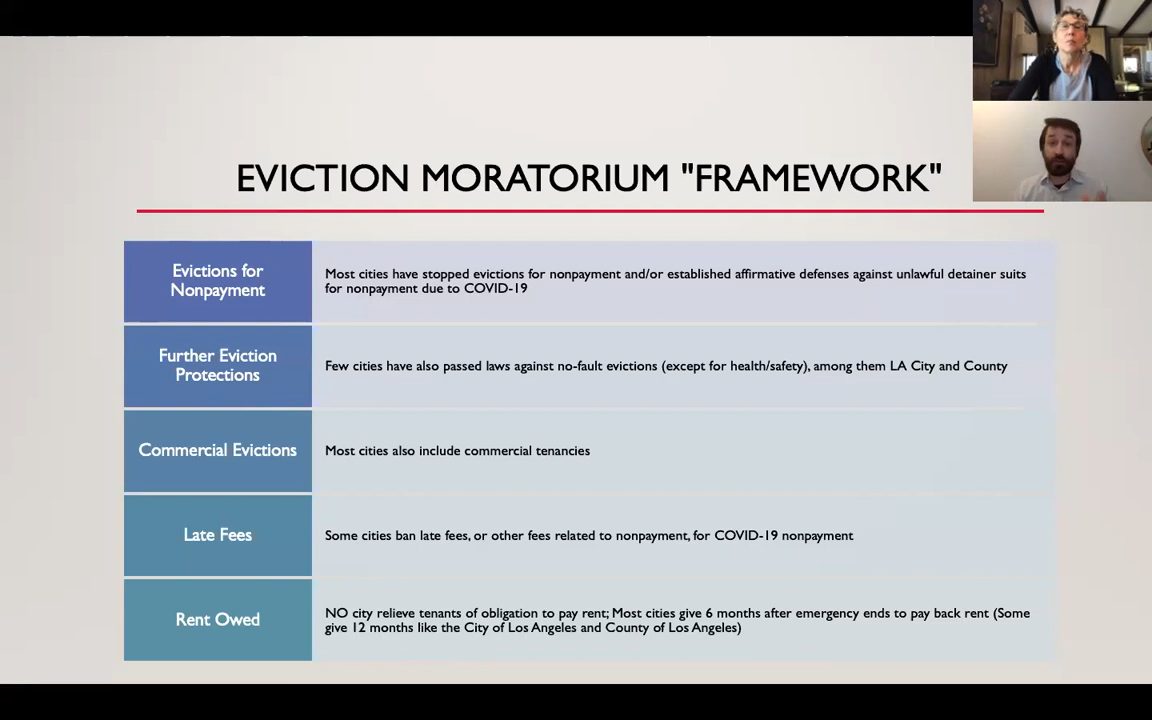 EVICTION MORATORIUM "FRAMEWORK"
Evictions for
Nonpayment
Most cities have stopped evictions for nonpayment and/or established affirmative defenses against unlawful detainer suits
for nonpayment due to COVID-19
Further Eviction
Protections
Few cities have also passed laws against no-fault evictions (except for health/safety), among them LA City and County
Commercial Evictions
Most cities also include commercial tenancies
Late Fees
Some cities ban late fees, or other fees related to nonpayment, for COVID-19 nonpayment
Rent Owed
NO city relieve tenants of obligation to pay rent; Most cities give 6 months after emergency ends to pay back rent (Some
give 12 months like the City of Los Angeles and County of Los Angeles)